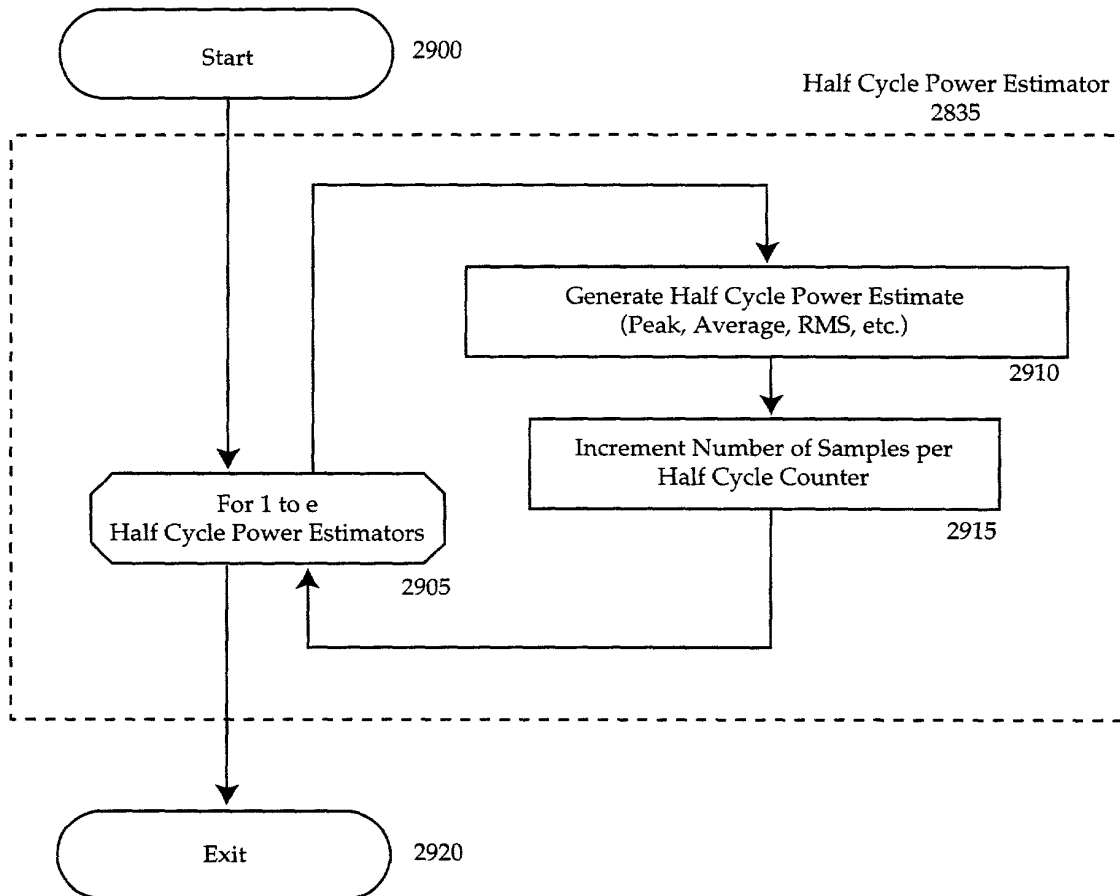 Start
2900
Half Cycle Power Estimator
2835
Generate Half Cycle Power Estimate
(Peak, Average, RMS, etc.)
2910
Increment Number of Samples per
Half Cycle Counter
2915
For 1 to e
Half Cycle Power Estimators
2905
Exit
2920